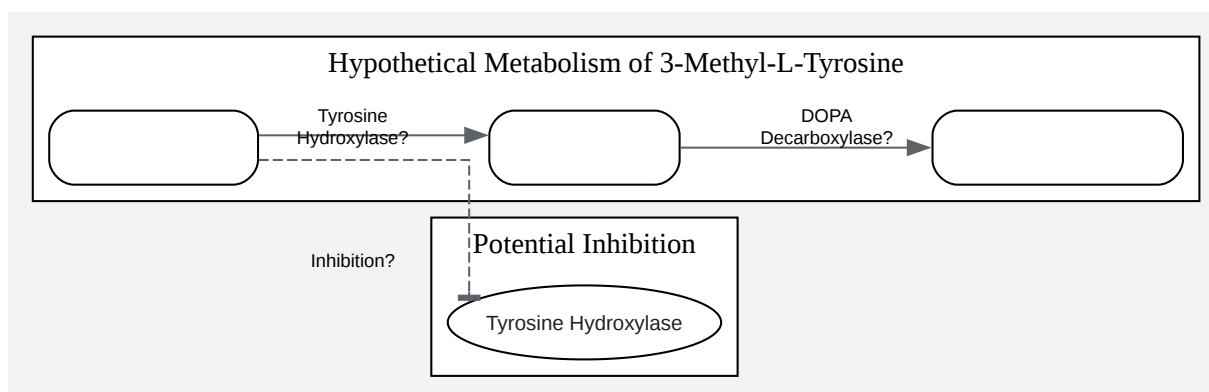 Hypothetical Metabolism of 3-Methyl-L-Tyrosine
Tyrosine
Hydroxylase?
DOPA
Decarboxylase?
Inhibition?
Potential Inhibition
Tyrosine Hydroxylase